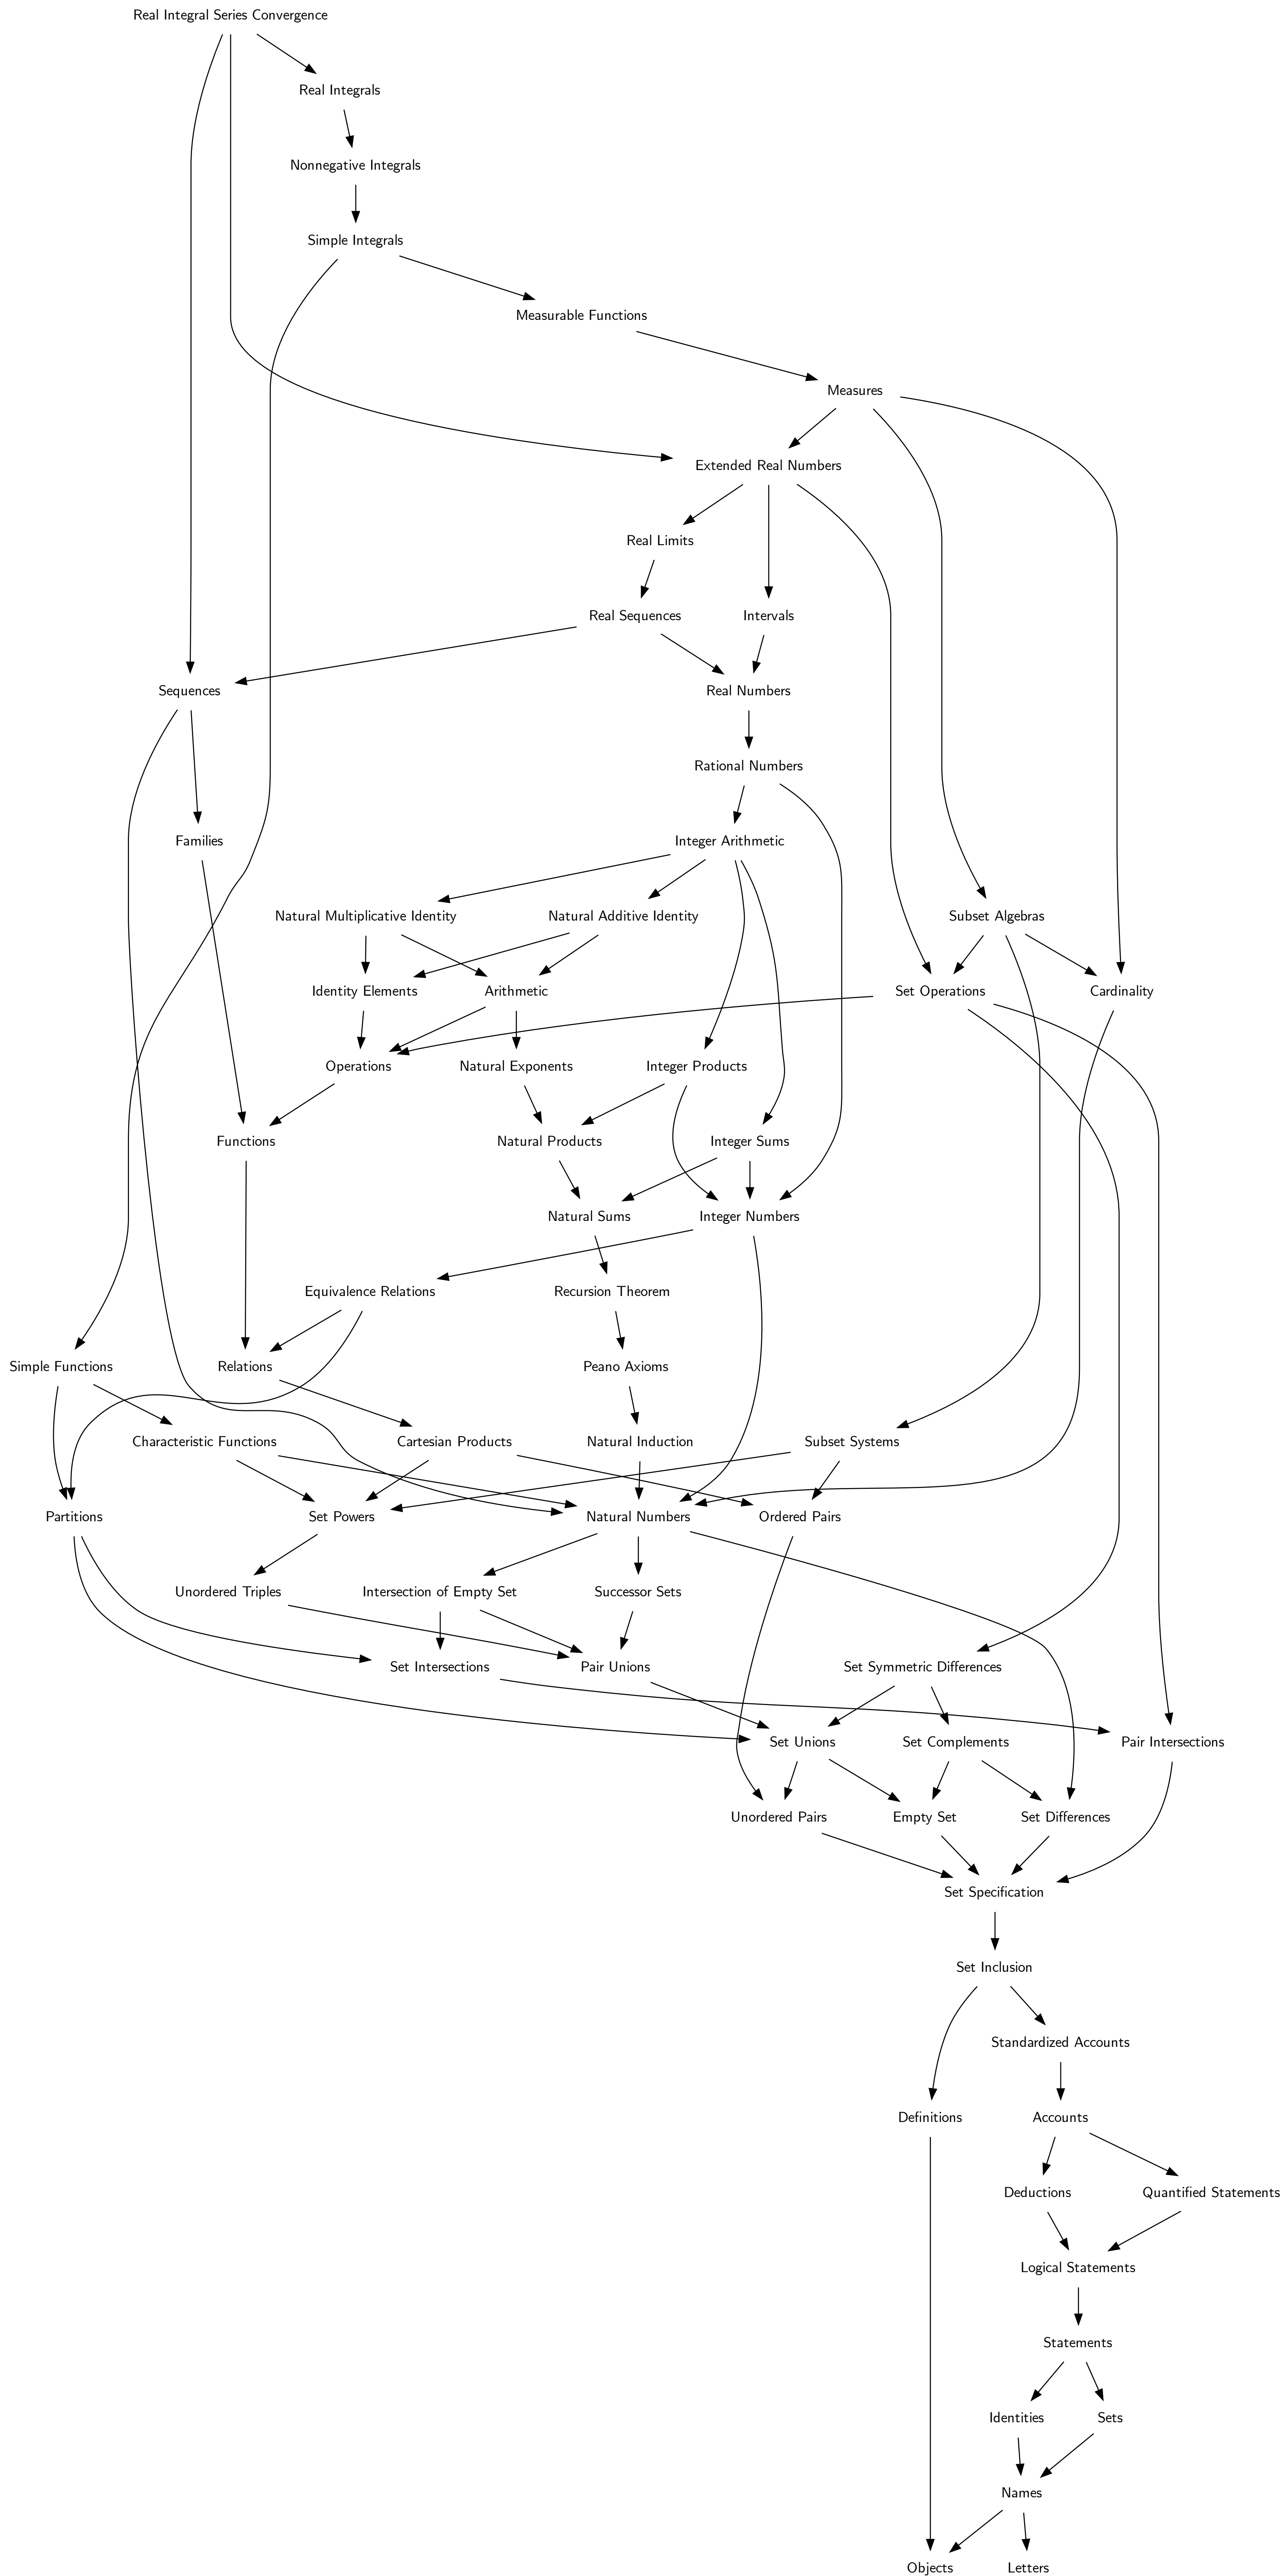 Real Integral Series Convergence
Real Integrals
Nonnegative Integrals
Simple Integrals
Measurable Functions
Measures
Extended Real Numbers
Real Limits
Real Sequences
Intervals
Sequences
Real Numbers
Rational Numbers
Families
Integer Arithmetic
Natural Multiplicative Identity
Natural Additive Identity
Subset Algebras
Identity Elements
Arithmetic
Set Operations
Cardinality
Operations
Natural Exponents
Integer Products
Functions
Natural Products
Integer Sums
Natural Sums
Integer Numbers
Equivalence Relations
Recursion Theorem
Simple Functions
Relations
Peano Axioms
Characteristic Functions
Cartesian Products
Natural Induction
Subset Systems
Partitions
Set Powers
Natural Numbers
Ordered Pairs
Unordered Triples
Intersection of Empty Set
Successor Sets
Set Intersections
Pair Unions
Set Symmetric Differences
Set Unions
Set Complements
Pair Intersections
Unordered Pairs
Empty Set
Set Differences
Set Specification
Set Inclusion
Standardized Accounts
Definitions
Accounts
Deductions
Quantified Statements
Logical Statements
Statements
Identities
Sets
Names
Objects
Letters